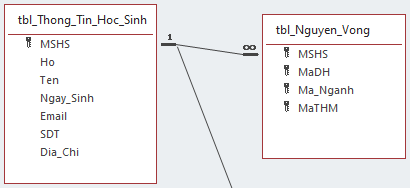 tbl_Thong_Tin_Hoc_Sinh
MSHS
Ho
Ten
Ngay_Sinh
Email
SDT
Dia_Chi
1
∞
tbl_Nguyen_Vong
MSHS
MaDH
Ma_Nganh
MaTHM